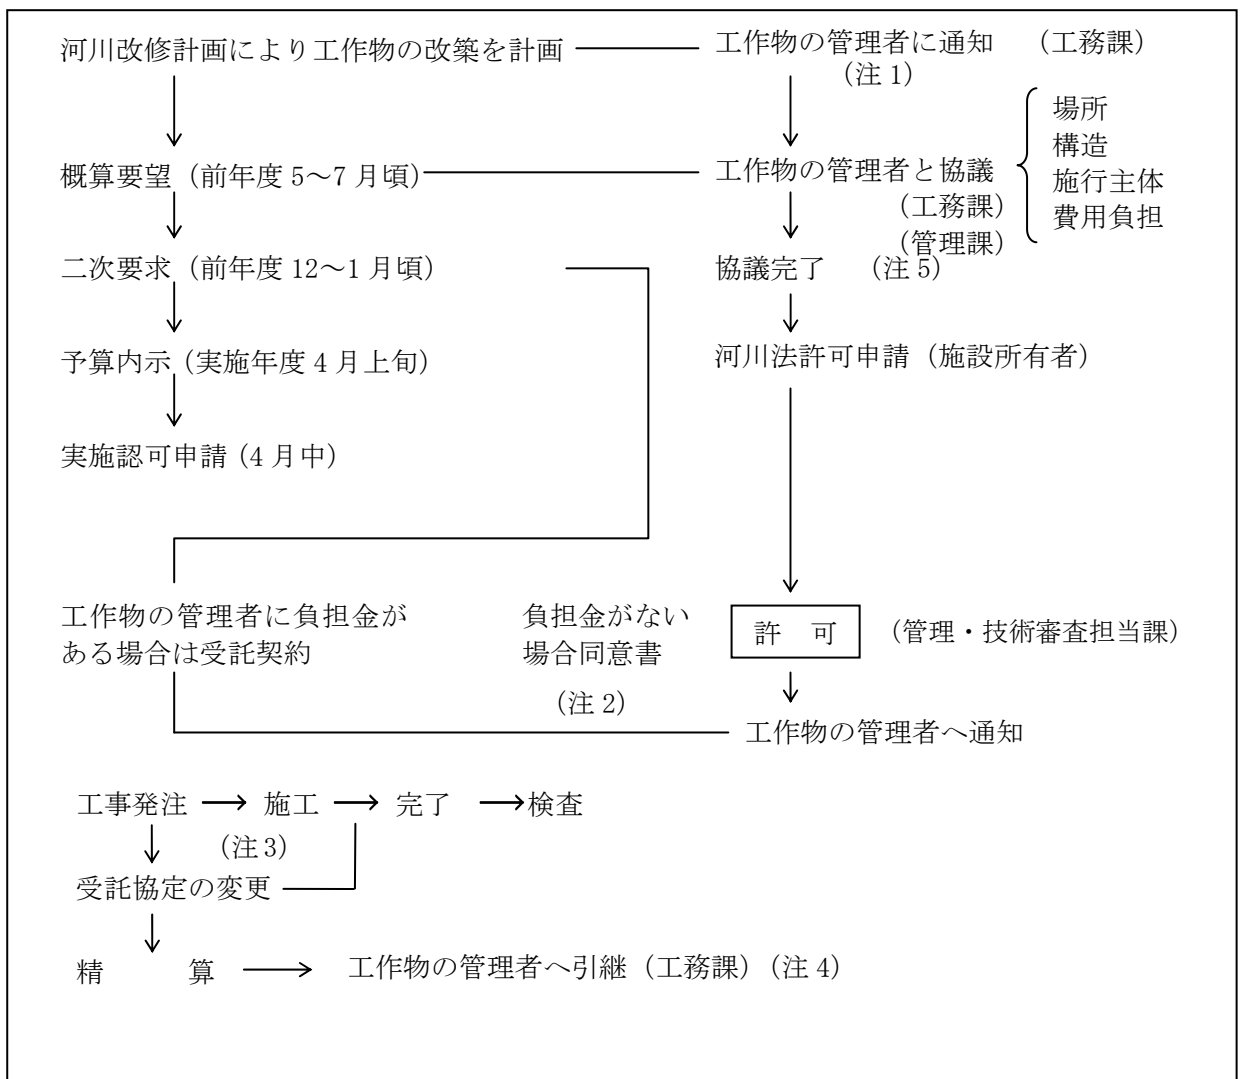 河川改修計画により工作物の改築を計画
工作物の管理者に通知 (工務課)
(注 1)
場所
構造
施行主体
費用負担
概算要望 (前年度 5～7 月頃)
工作物の管理者と協議
(工務課)
(管理課)
二次要求 (前年度 12～1 月頃)
協議完了 (注 5)
予算内示 (実施年度 4 月上旬)
河川法許可申請 (施設所有者)
実施認可申請 (4 月中)
工作物の管理者に負担金が
ある場合は受託契約
負担金がない
場合同意書
(注 2)
許 可 (管理・技術審査担当課)
工作物の管理者へ通知
工事発注 → 施工 → 完了 → 検査
(注 3)
受託協定の変更
精 算 → 工作物の管理者へ引継 (工務課) (注 4)